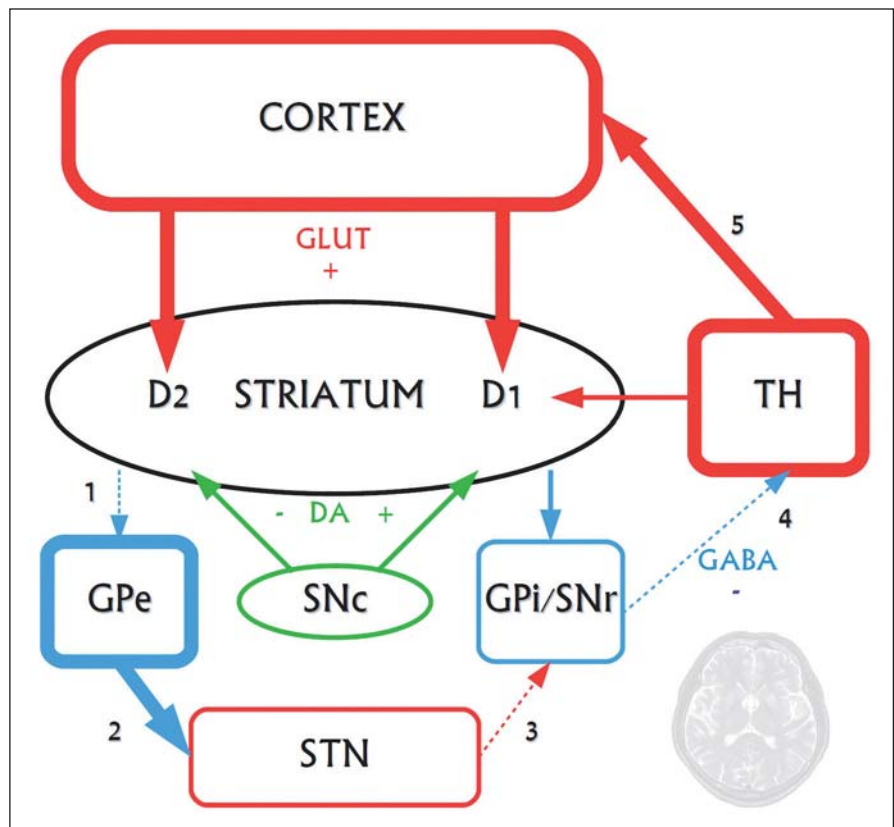 CORTEX
GLUT
+
5
D2 STRIATUM D1
TH
1
- DA +
4
GABA
-
GPe
SNc
GPi/SNr
2
STN
3